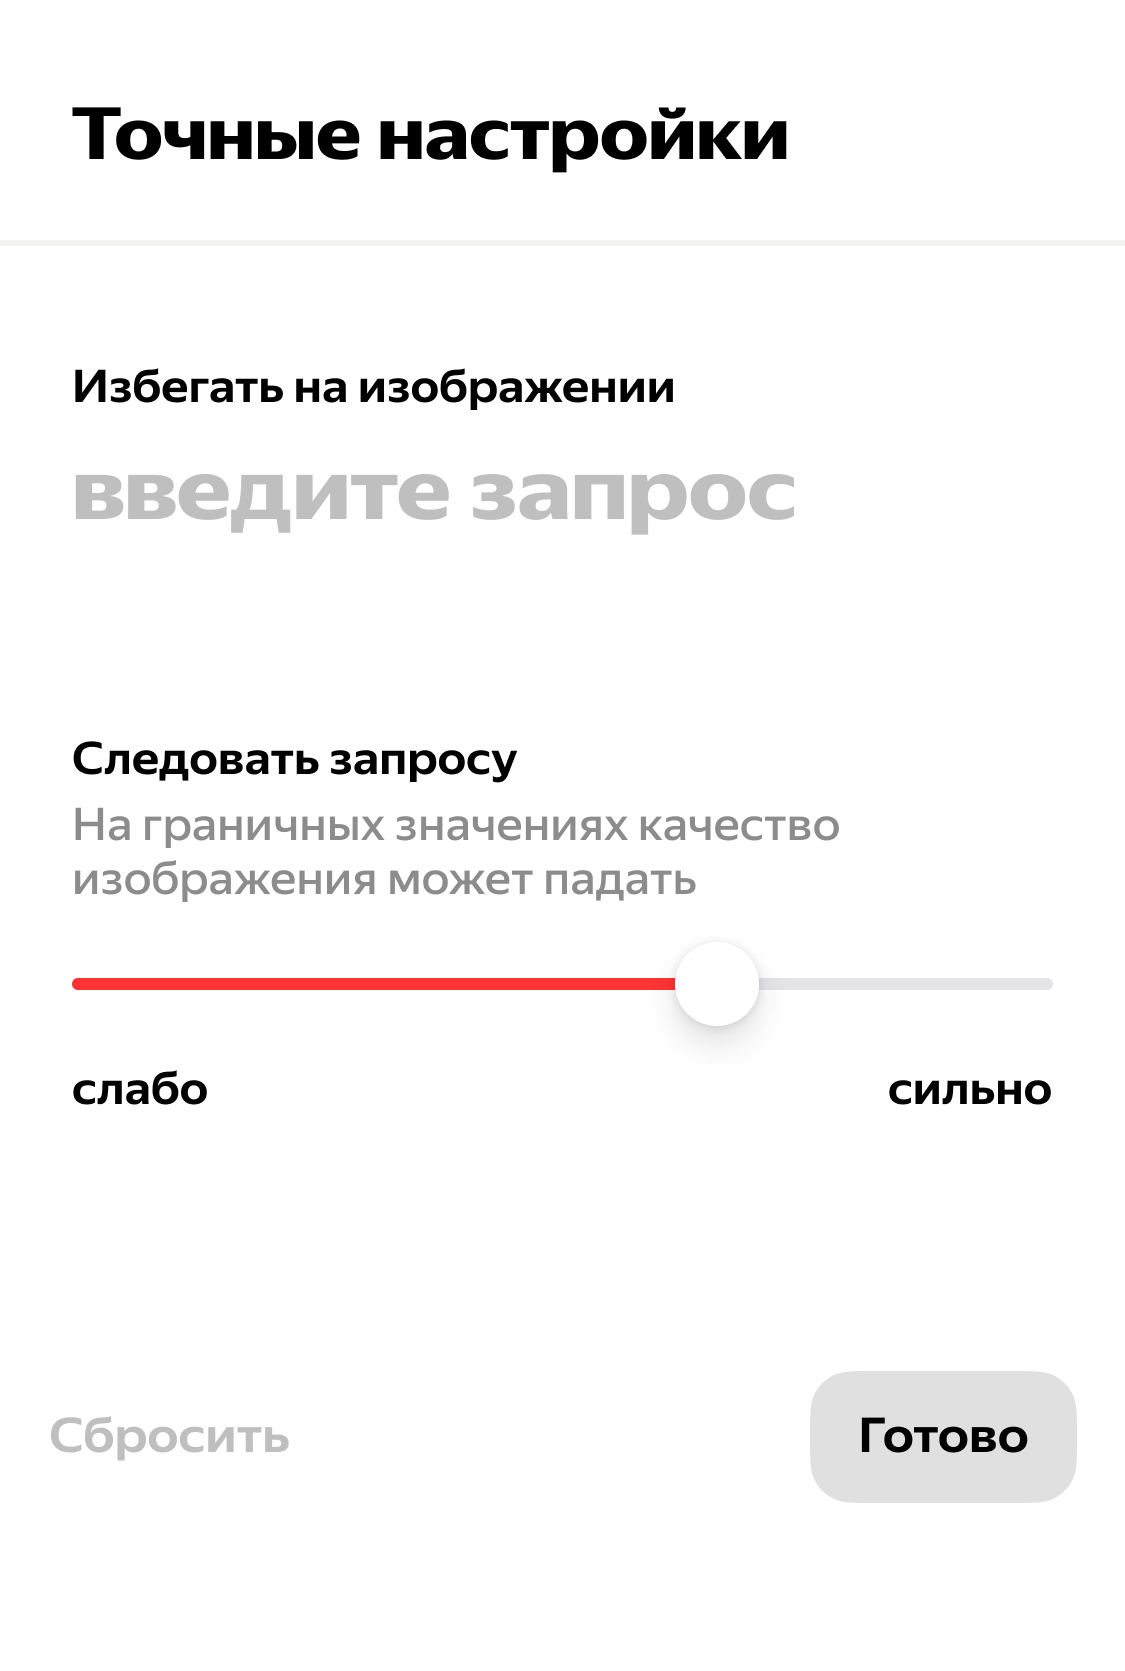 Точные настройки
Избегать на изображении
введите запрос
Следовать запросу
На граничных значениях качество
изображения может падать
слабо
сильно
Сбросить
Готово